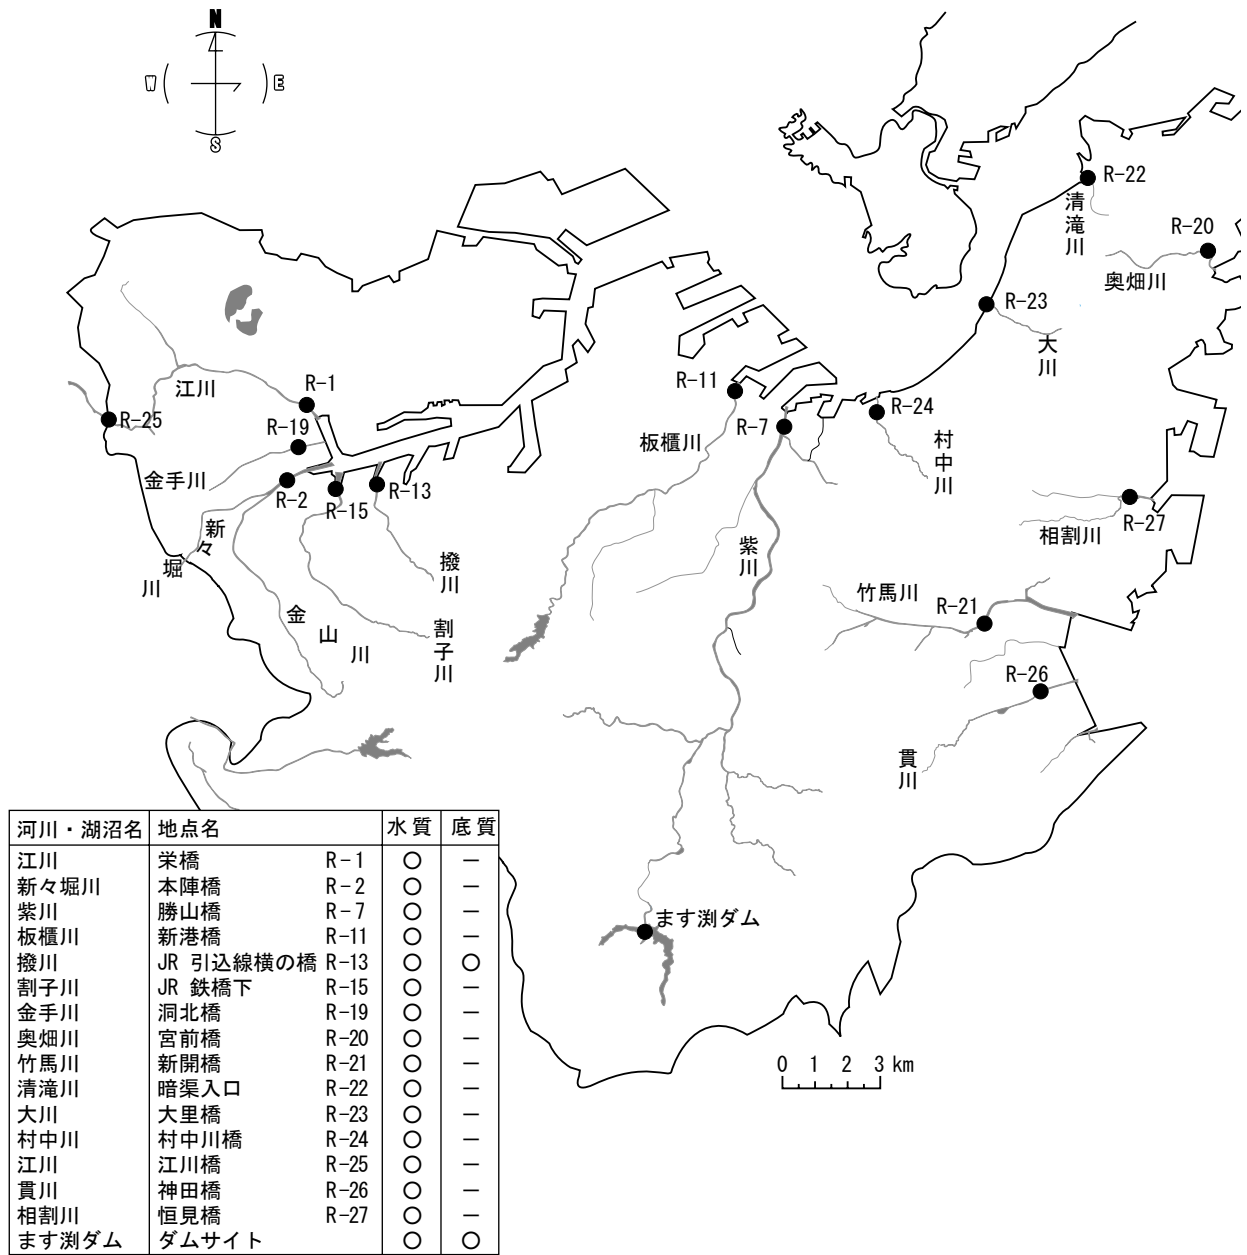 N
W
E
S
R-22
清滝川
R-20
奥畑川
R-23
大川
R-1
江川
R-25
R-19
金手川
R-2
R-15
R-13
新々堀川
撥川
金山川
割子川
R-11
板櫃川
R-7
R-24
村中川
紫川
R-27
相割川
竹馬川
R-21
R-26
貫川
ます渕ダム
0 1 2 3 km
河川・湖沼名 地点名 水質 底質
江川 栄橋 R-1 ○ －
新々堀川 本陣橋 R-2 ○ －
紫川 勝山橋 R-7 ○ －
板櫃川 新港橋 R-11 ○ －
撥川 JR 引込線横の橋 R-13 ○ ○
割子川 JR 鉄橋下 R-15 ○ －
金手川 洞北橋 R-19 ○ －
奥畑川 宮前橋 R-20 ○ －
竹馬川 新開橋 R-21 ○ －
清滝川 暗渠入口 R-22 ○ －
大川 大里橋 R-23 ○ －
村中川 村中川橋 R-24 ○ －
江川 江川橋 R-25 ○ －
貫川 神田橋 R-26 ○ －
相割川 恒見橋 R-27 ○ －
ます渕ダム ダムサイト ○ ○